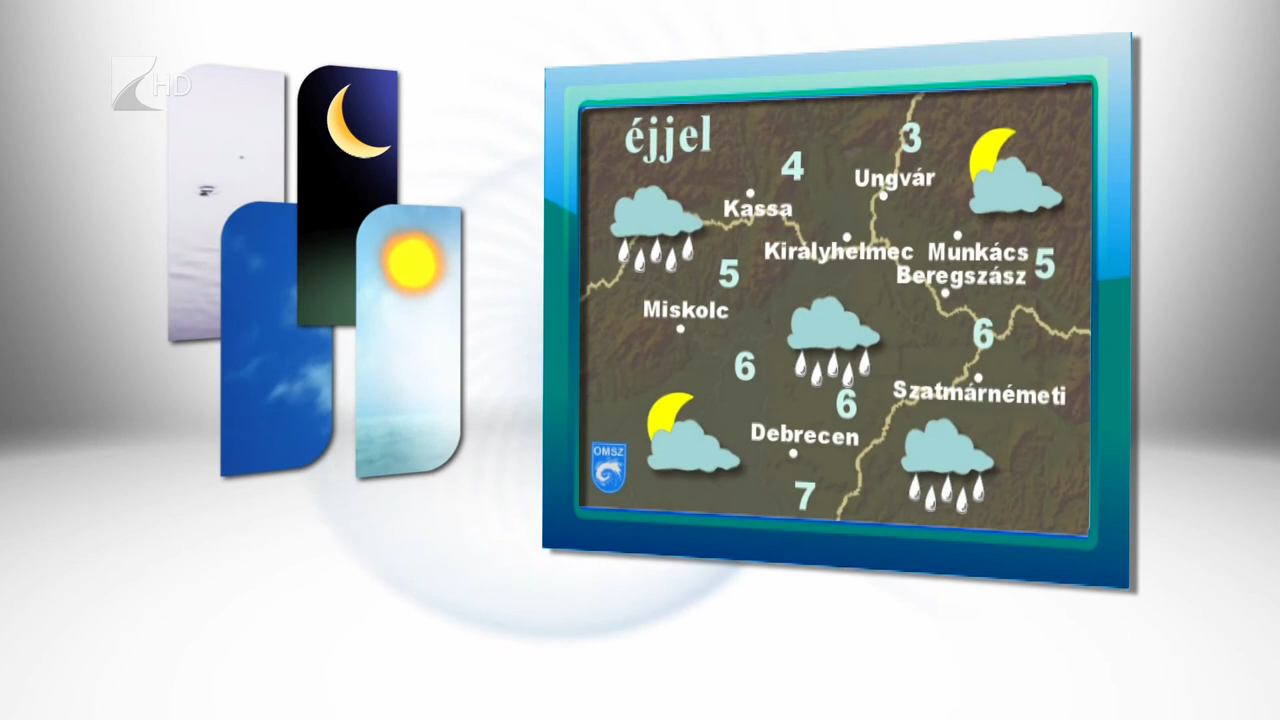 HD
éjjel
3
4
Ungvár
Kassa
Királyhelmec
Munkács
5
5
Beregszász
Miskolc
6
6
Szatmárnémeti
6
Debrecen
OMSZ
7